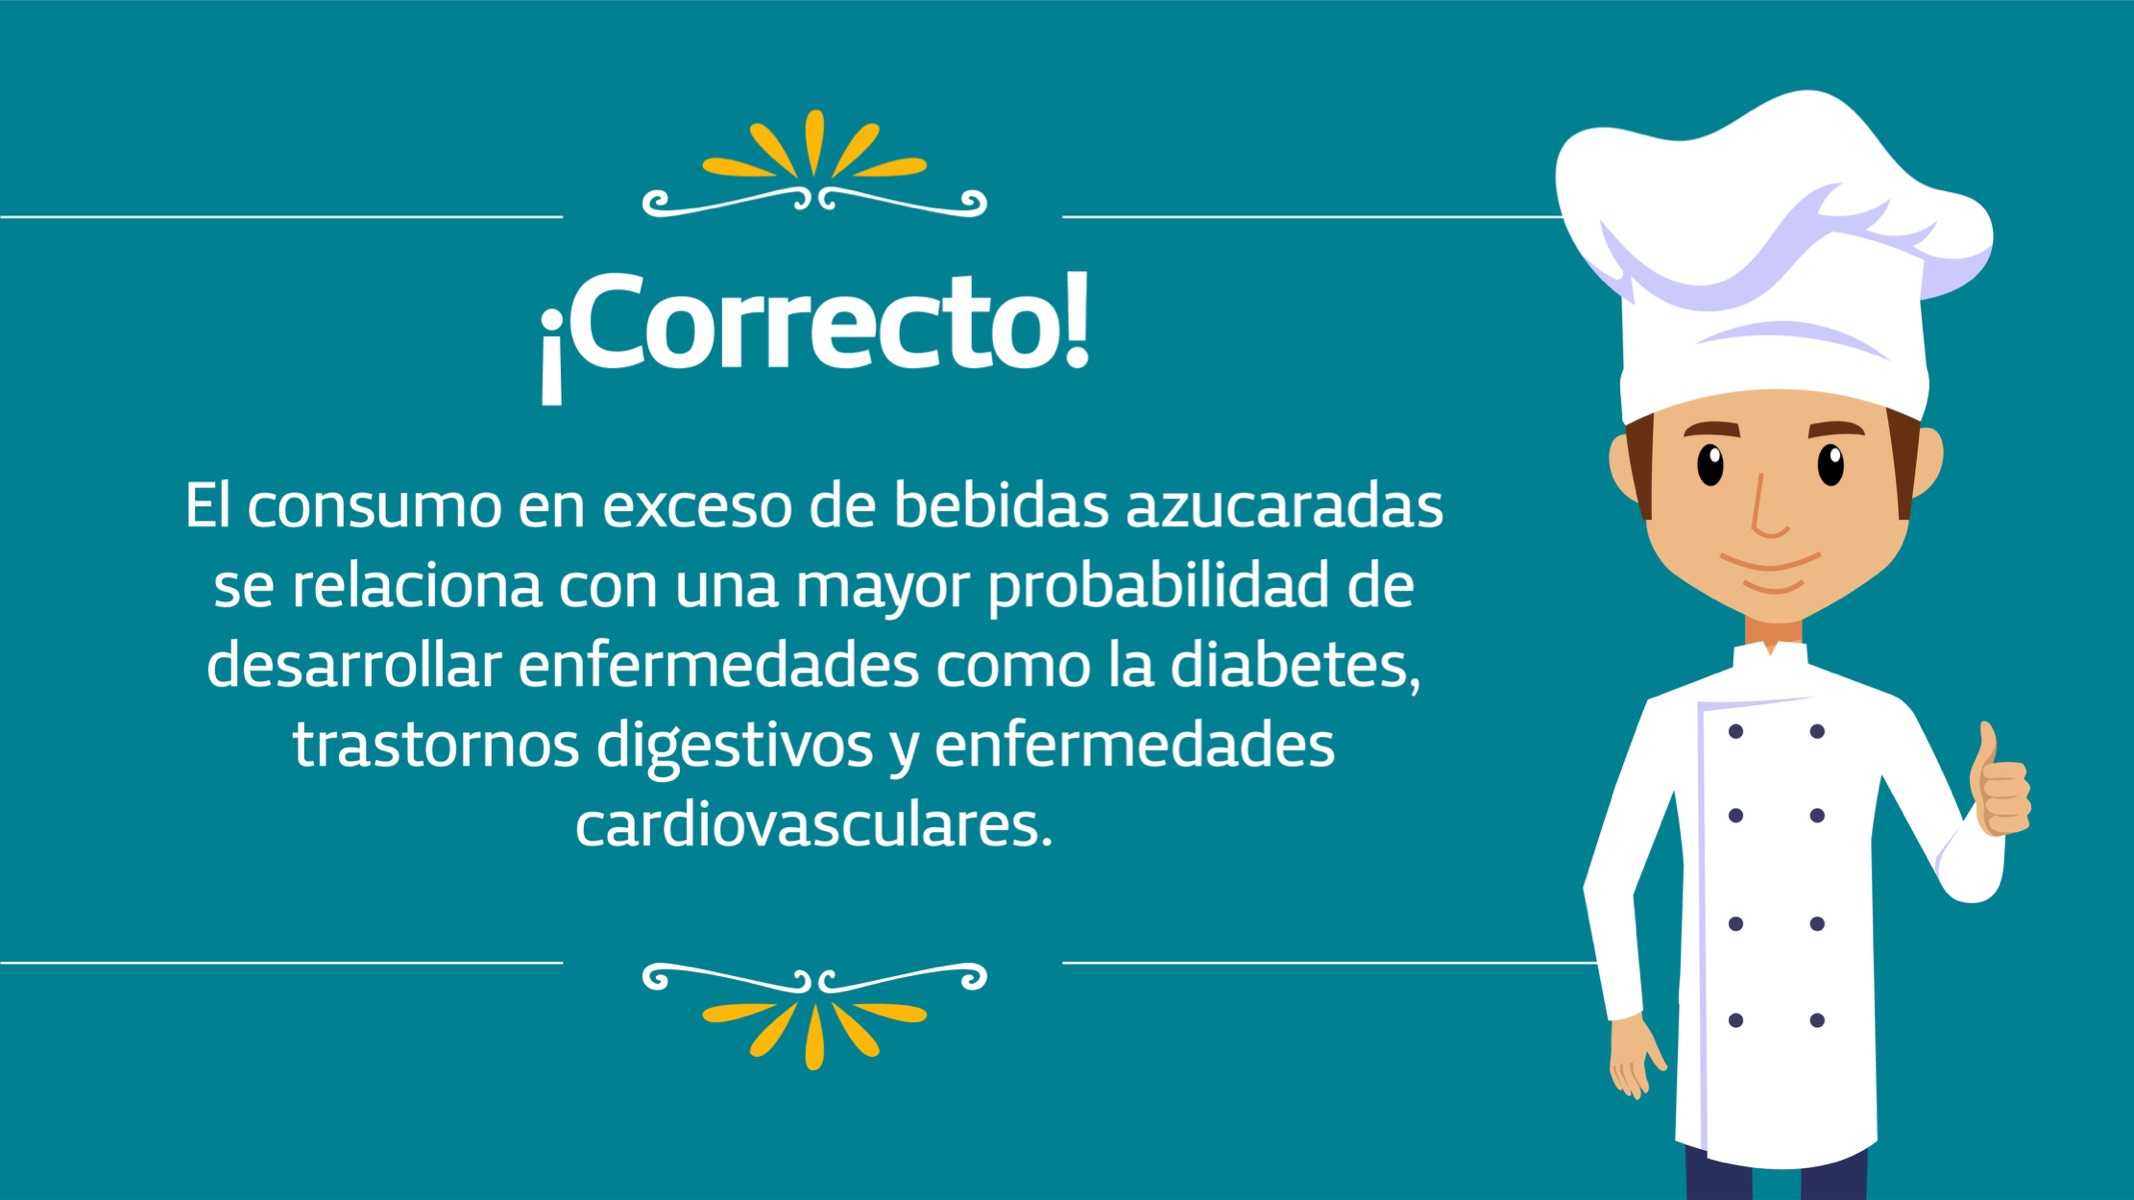 ¡Correcto!
El consumo en exceso de bebidas azucaradas
se relaciona con una mayor probabilidad de
desarrollar enfermedades como la diabetes,
trastornos digestivos y enfermedades
cardiovasculares.